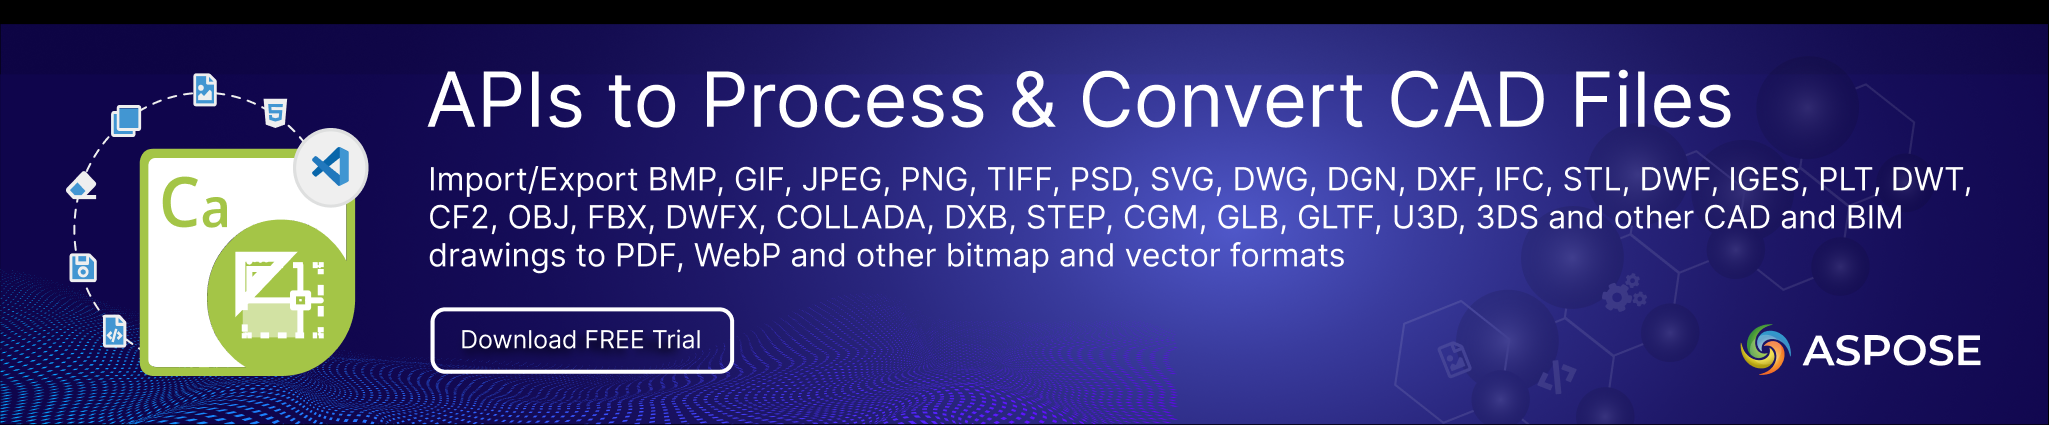 APIs to Process & Convert CAD Files
Import/Export BMP, GIF, JPEG, PNG, TIFF, PSD, SVG, DWG, DGN, DXF, IFC, STL, DWF, IGES, PLT, DWT,
CF2, OBJ, FBX, DWFX, COLLADA, DXB, STEP, CGM, GLB, GLTF, U3D, 3DS and other CAD and BIM
drawings to PDF, WebP and other bitmap and vector formats
Download FREE Trial
Ca
5
</>
</>
ASPOSE